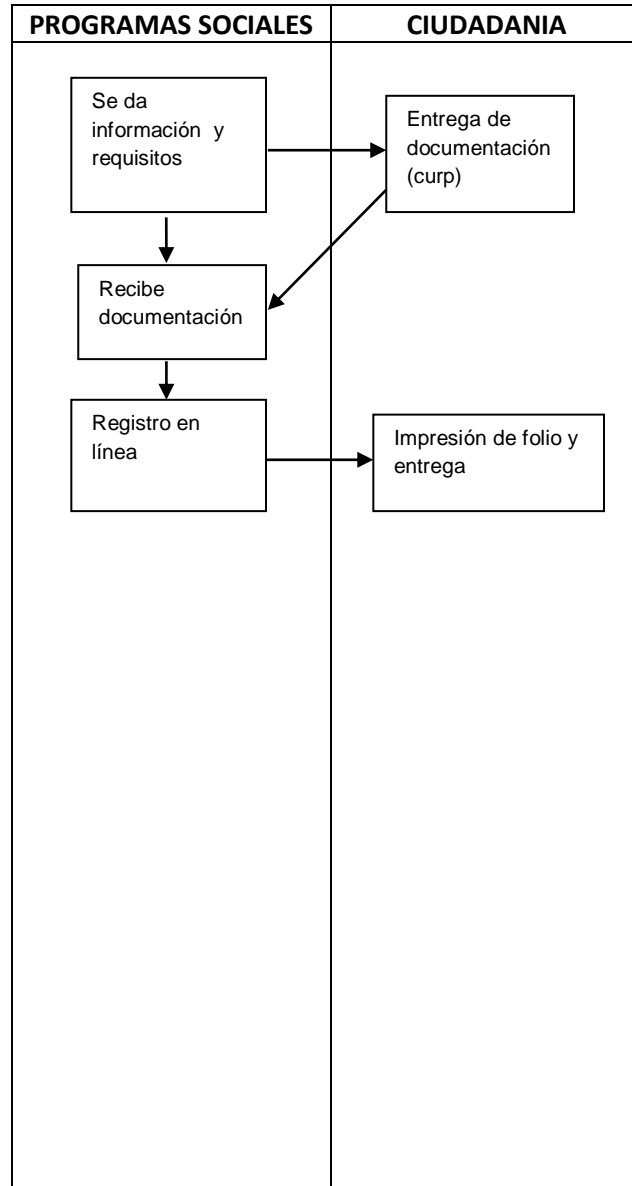 PROGRAMAS SOCIALES
CIUDADANIA
Se da
información y
requisitos
Entrega de
documentación
(curp)
Recibe
documentación
Registro en
línea
Impresión de folio y
entrega